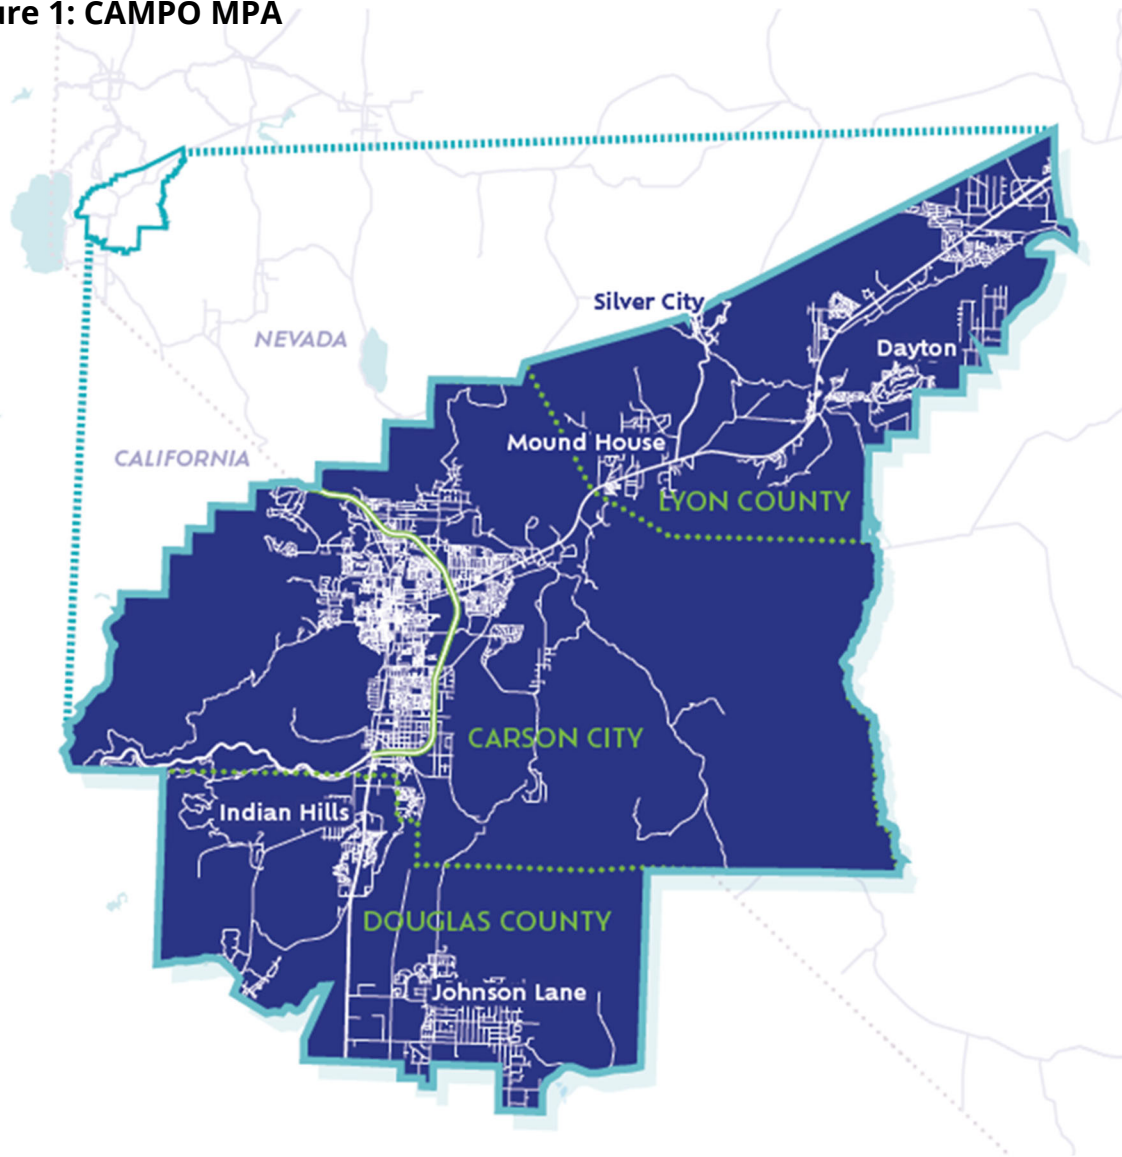 ure 1: CAMPO MPA
Silver City
NEVADA
Dayton
Mound House
CALIFORNIA
LYON COUNTY
CARSON CITY
Indian Hills
DOUGLAS COUNTY
Johnson Lane